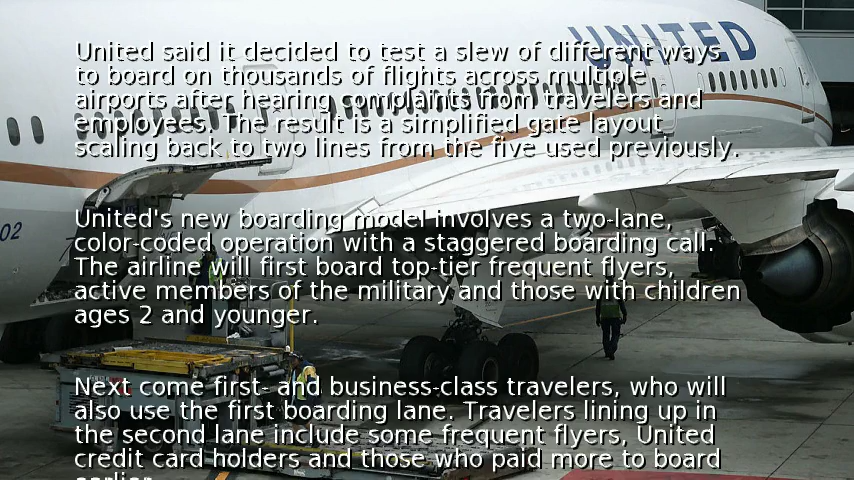 UNITED
United said it decided to test a slew of different ways
to board on thousands of flights across multiple
airports after hearing complaints from travelers and
employees. The result is a simplified gate layout
scaling back to two lines from the five used previously.
02
United's new boarding model involves a two-lane,
color-coded operation with a staggered boarding call.
The airline will first board top-tier frequent flyers,
active members of the military and those with children
ages 2 and younger.
Next come first- and business-class travelers, who will
also use the first boarding lane. Travelers lining up in
the second lane include some frequent flyers, United
credit card holders and those who paid more to board
earlier.